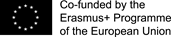 Co-funded by the
Erasmus+ Programme
of the European Union